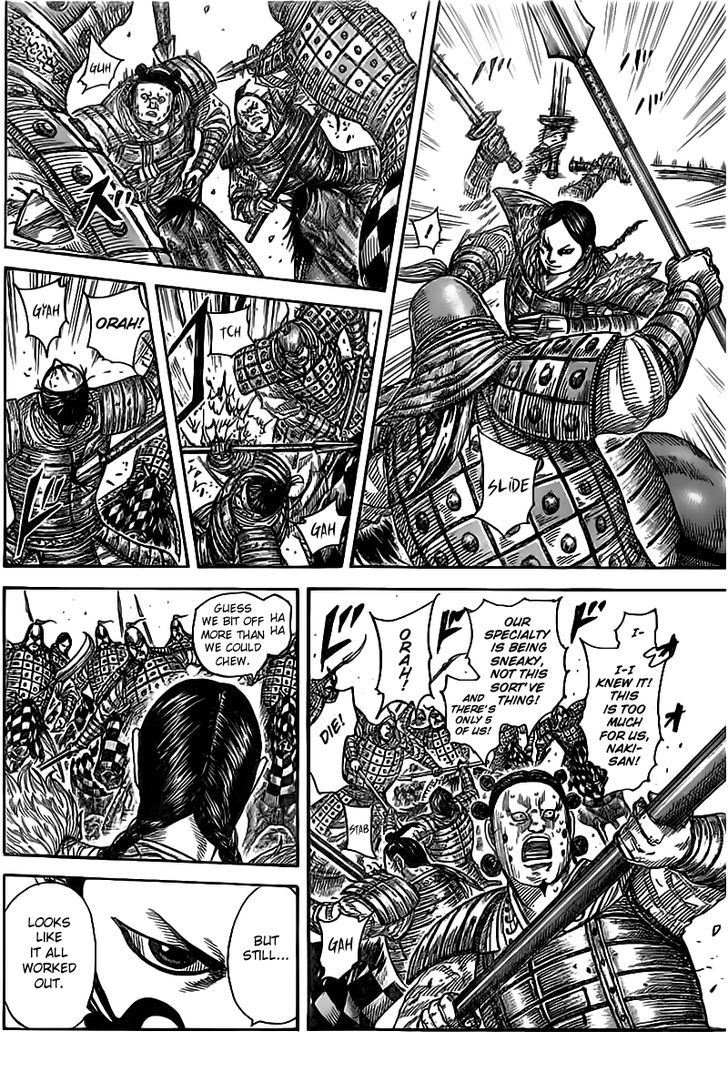 !
SLIDE
GUH
TCH
GAH
ORAH!
GYAH
I-
I-I
KNEW IT!
THIS
IS TOO
MUCH
FOR US,
NAKI-
SAN!
OUR
SPECIALTY
IS BEING
SNEAKY,
NOT THIS
SORT'VE
THING!
AND
THERE'S
ONLY 5
OF US!
ORAH!
DIE!
STAB
GAH
HA
HA
GUESS
WE BIT OFF
MORE THAN
WE COULD
CHEW.
BUT
STILL...
LOOKS
LIKE
IT ALL
WORKED
OUT.